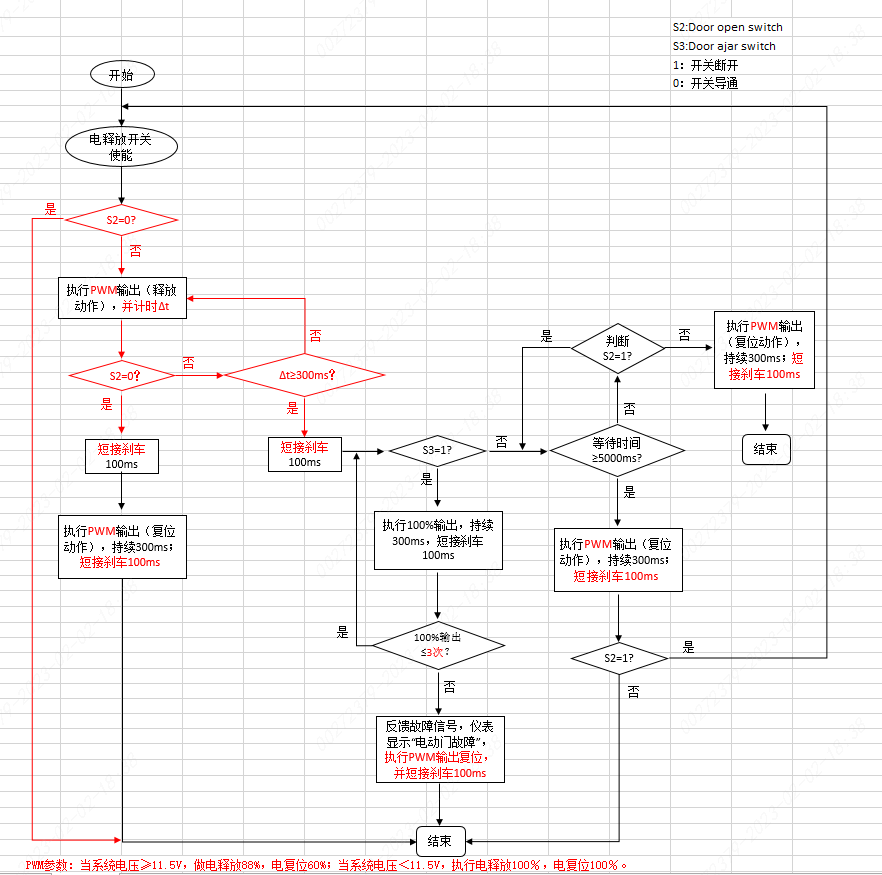 S2:Door open switch
S3:Door ajar switch
1：开关断开
0：开关导通
开始
电释放开关
使能
S2=0?
是
否
执行PWM输出（释放
动作），并计时Δt
S2=0?
否
是
Δt≥300ms?
否
是
短接刹车
100ms
执行PWM输出（复位
动作），持续300ms；
短接刹车100ms
短接刹车
100ms
S3=1?
否
是
执行100%输出，持续
300ms，短接刹车
100ms
100%输出
≤3次？
是
否
反馈故障信号，仪表
显示“电动门故障”，
执行PWM输出复位，
并短接刹车100ms
等待时间
≥5000ms?
否
是
判断
S2=1?
是
否
执行PWM输出
（复位动作），
持续300ms；短
接刹车100ms
结束
执行PWM输出（复位
动作），持续300ms；
短接刹车100ms
S2=1?
是
否
结束
PWM参数：当系统电压≥11.5V，做电释放88%，电复位60%；当系统电压＜11.5V，执行电释放100%，电复位100%。